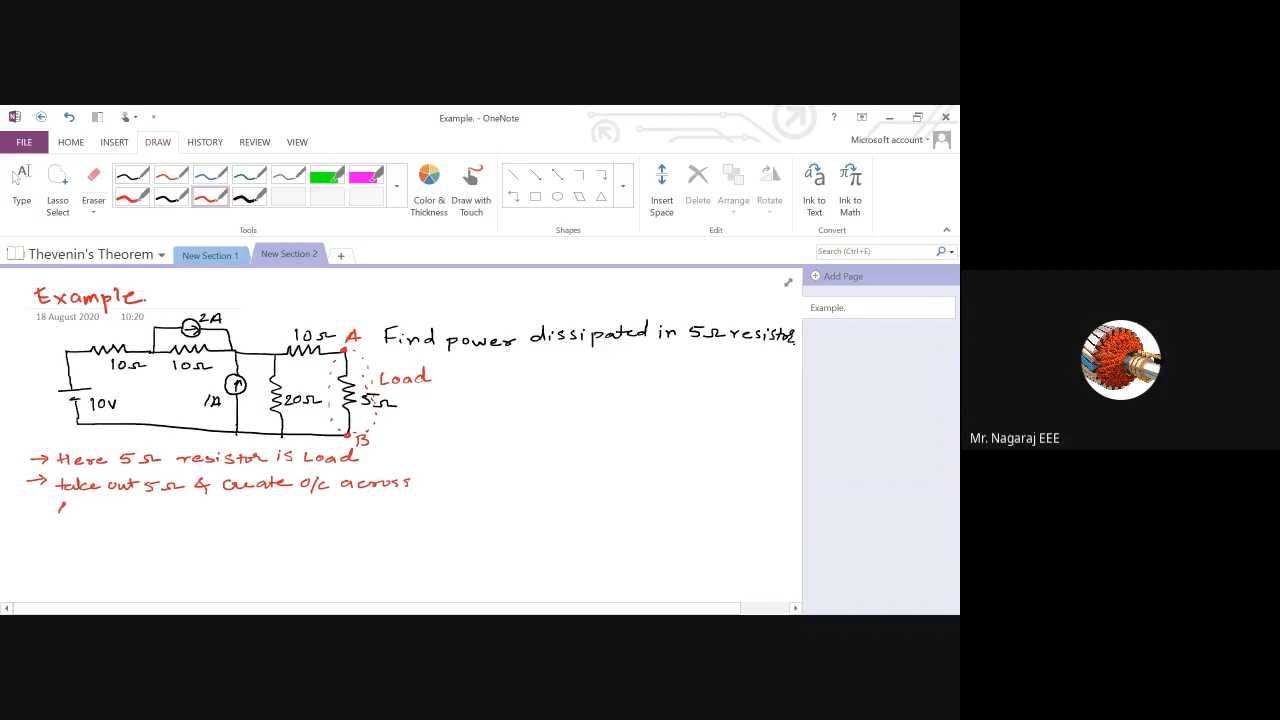 Example. - OneNote
?
Microsoft account
FILE
HOME
INSERT
DRAW
HISTORY
REVIEW
VIEW
Type
Lasso
Select
Eraser
Color &
Thickness
Draw with
Touch
Insert
Space
Delete
Arrange
Rotate
Ink to
Text
Ink to
Math
Tools
Shapes
Edit
Convert
Thevenin's Theorem
New Section 1
New Section 2
Search (Ctrl+E)
Add Page
Example.
Example.
18 August 2020 10:20
2A
10Ω
A
Find power dissipated in 5Ω resistor.
10Ω
10Ω
Load
10V
1A
20Ω
5Ω
B
→ Here 5Ω resistor is Load
→ take out 5Ω & create o/c across
Mr. Nagaraj EEE